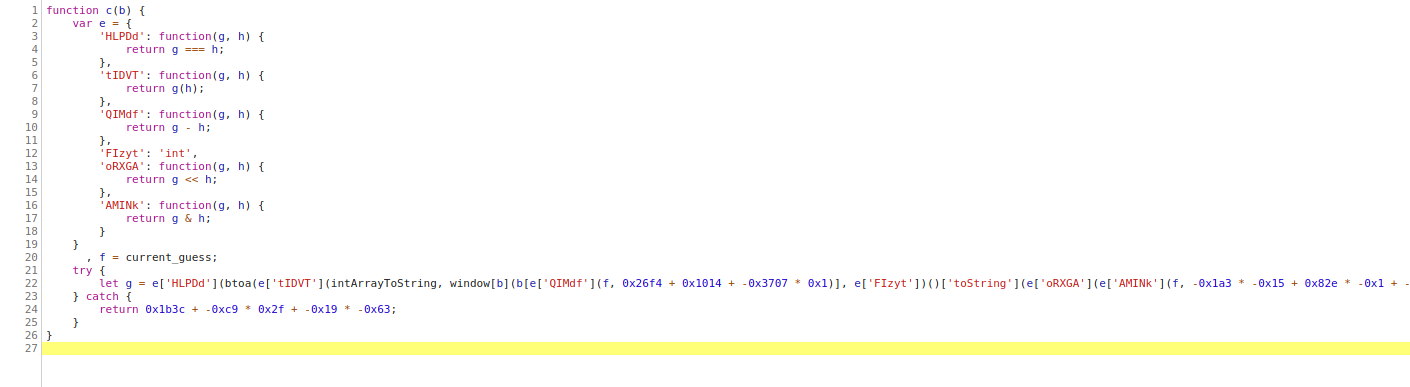 1 function c(b) {
2     var e = {
3         'HLPDd': function(g, h) {
4             return g === h;
5         },
6         'tIDVT': function(g, h) {
7             return g(h);
8         },
9         'QIMdf': function(g, h) {
10             return g - h;
11         },
12         'FIzyt': 'int',
13         'oRXGA': function(g, h) {
14             return g << h;
15         },
16         'AMINk': function(g, h) {
17             return g & h;
18         }
19     }
20       , f = current_guess;
21     try {
22         let g = e['HLPDd'](btoa(e['tIDVT'](intArrayToString, window[b](b[e['QIMdf'](f, 0x26f4 + 0x1014 + -0x3707 * 0x1)], e['FIzyt'])()['toString'](e['oRXGA'](e['AMINk'](f, -0x1a3 * -0x15 + 0x82e * -0x1 + -
23     } catch {
24         return 0x1b3c + -0xc9 * 0x2f + -0x19 * -0x63;
25     }
26 }
27